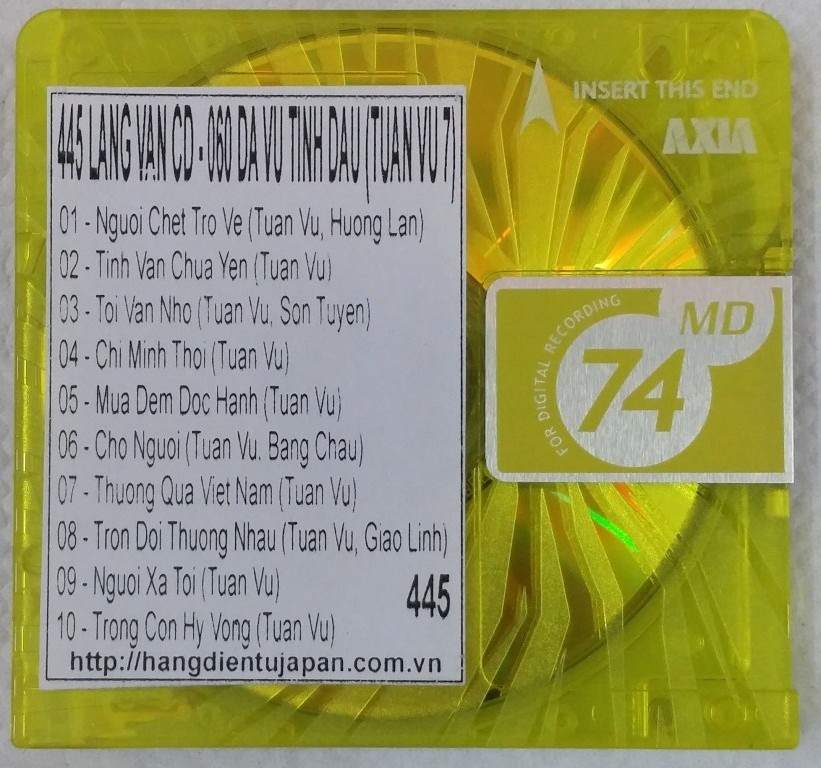 445 LANG VAN CD - 060 DA VU TINH DAU (TUAN VU 7)
01 - Nguoi Chet Tro Ve (Tuan Vu, Huong Lan)
02 - Tinh Van Chua Yen (Tuan Vu)
03 - Toi Van Nho (Tuan Vu, Son Tuyen)
04 - Chi Minh Thoi (Tuan Vu)
05 - Mua Dem Doc Hanh (Tuan Vu)
06 - Cho Nguoi (Tuan Vu. Bang Chau)
07 - Thuong Qua Viet Nam (Tuan Vu)
08 - Tron Doi Thuong Nhau (Tuan Vu, Giao Linh)
09 - Nguoi Xa Toi (Tuan Vu)
445
10 - Trong Con Hy Vong (Tuan Vu)
http://hangdientujapan.com.vn
INSERT THIS END
AXIA
FOR DIGITAL RECORDING
MD
74